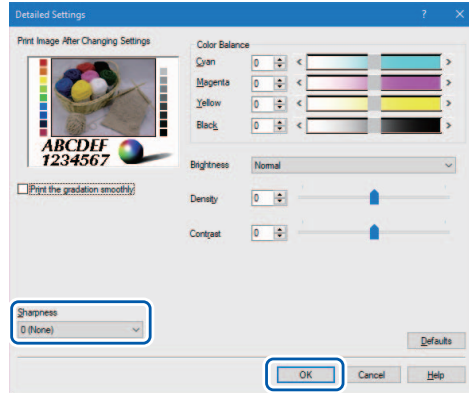 Detailed Settings ? ×
Print Image After Changing Settings
ABCDEF
1234567
Print the gradation smoothly
Color Balance
Cyan 0 < >
Magenta 0 < >
Yellow 0 < >
Black 0 < >
Brightness Normal
Density 0
Contrast 0
Sharpness
0 (None)
Defaults
OK Cancel Help